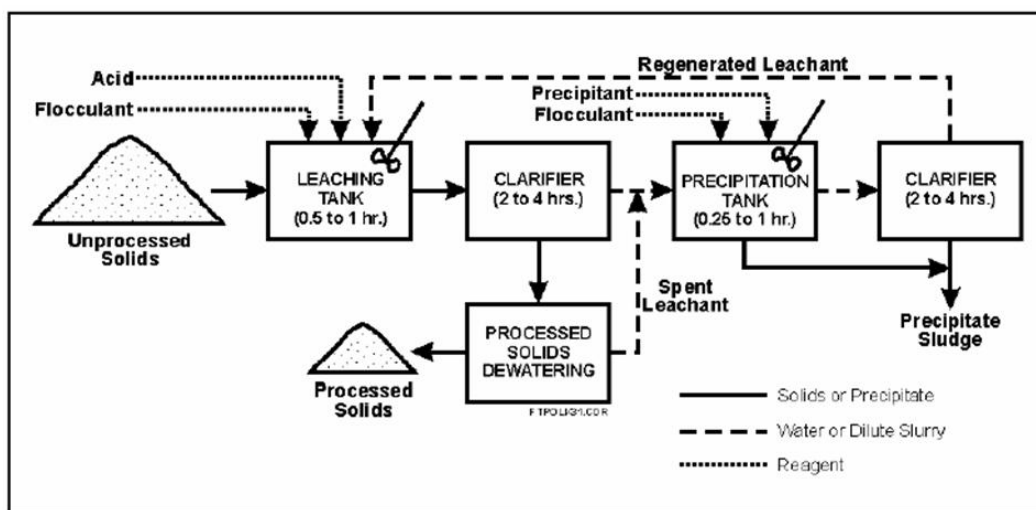 Regenerated Leachant
Acid
Flocculant
Precipitant
Flocculant
LEACHING
TANK
(0.5 to 1 hr.)
CLARIFIER
(2 to 4 hrs.)
PRECIPITATION
TANK
(0.25 to 1 hr.)
CLARIFIER
(2 to 4 hrs.)
Unprocessed
Solids
Spent
Leachant
PROCESSED
SOLIDS
DEWATERING
Processed
Solids
Precipitate
Sludge
Solids or Precipitate
Water or Dilute Slurry
Reagent